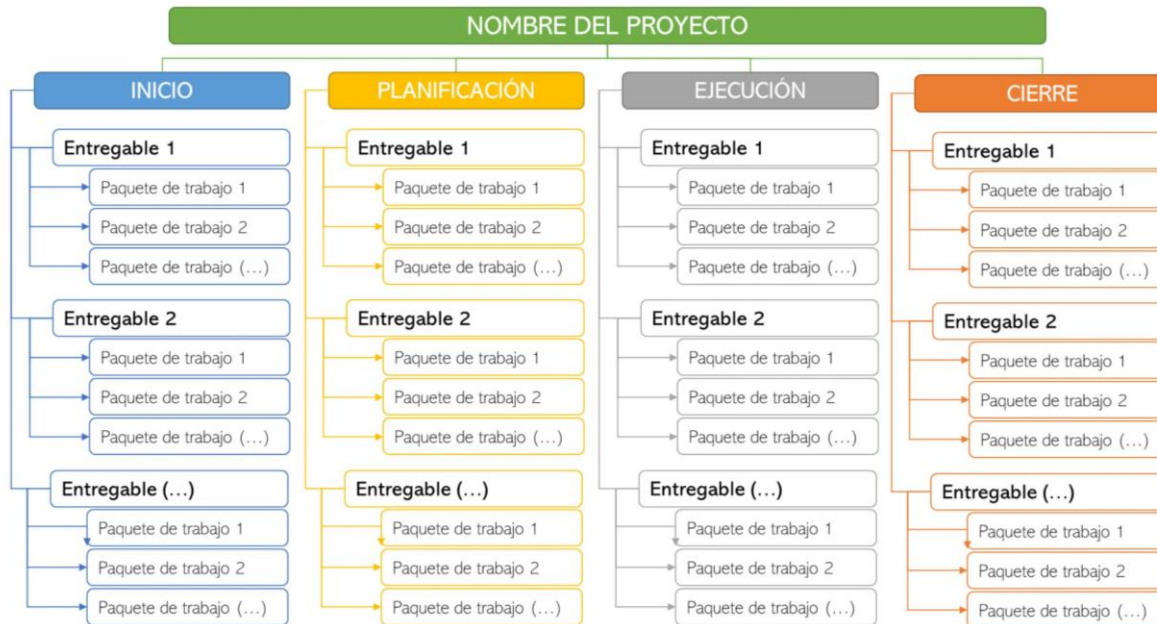 NOMBRE DEL PROYECTO
INICIO
Entregable 1
Paquete de trabajo 1
Paquete de trabajo 2
Paquete de trabajo (...)
Entregable 2
Paquete de trabajo 1
Paquete de trabajo 2
Paquete de trabajo (...)
Entregable (...)
Paquete de trabajo 1
Paquete de trabajo 2
Paquete de trabajo (...)
PLANIFICACIÓN
Entregable 1
Paquete de trabajo 1
Paquete de trabajo 2
Paquete de trabajo (...)
Entregable 2
Paquete de trabajo 1
Paquete de trabajo 2
Paquete de trabajo (...)
Entregable (...)
Paquete de trabajo 1
Paquete de trabajo 2
Paquete de trabajo (...)
EJECUCIÓN
Entregable 1
Paquete de trabajo 1
Paquete de trabajo 2
Paquete de trabajo (...)
Entregable 2
Paquete de trabajo 1
Paquete de trabajo 2
Paquete de trabajo (...)
Entregable (...)
Paquete de trabajo 1
Paquete de trabajo 2
Paquete de trabajo (...)
CIERRE
Entregable 1
Paquete de trabajo 1
Paquete de trabajo 2
Paquete de trabajo (...)
Entregable 2
Paquete de trabajo 1
Paquete de trabajo 2
Paquete de trabajo (...)
Entregable (...)
Paquete de trabajo 1
Paquete de trabajo 2
Paquete de trabajo (...)